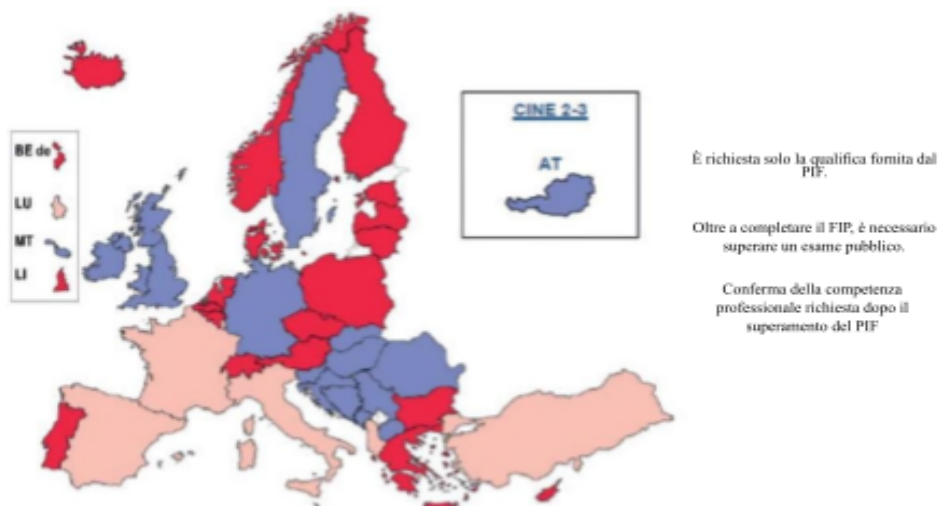 BE de
LU
MT
LI
CINE 2-3
AT
È richiesta solo la qualifica fornita dal
PIF.
Oltre a completare il FIP, è necessario
superare un esame pubblico.
Conferma della competenza
professionale richiesta dopo il
superamento del PIF